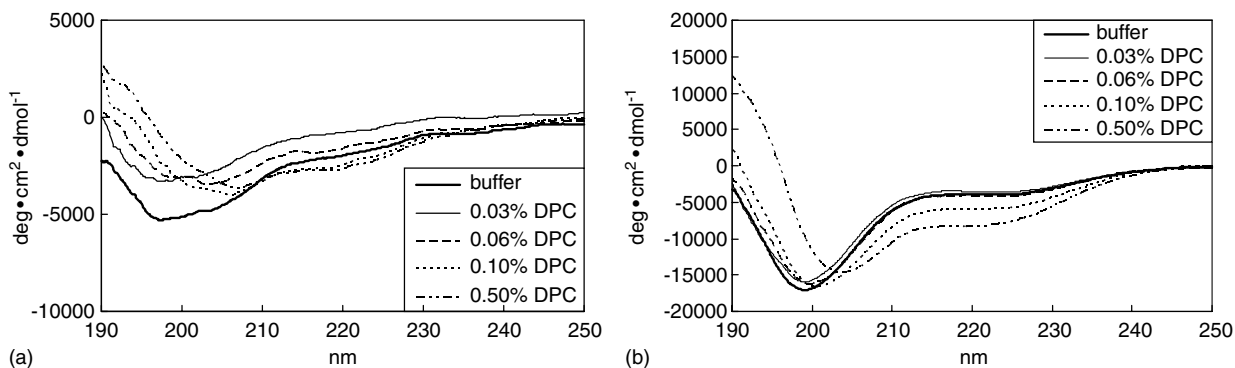 5000
0
-5000
-10000
deg•cm²•dmol⁻¹
buffer
0.03% DPC
0.06% DPC
0.10% DPC
0.50% DPC
190 200 210 220 230 240 250
nm
(a)
20000
15000
10000
5000
0
-5000
-10000
-15000
-20000
deg•cm²•dmol⁻¹
buffer
0.03% DPC
0.06% DPC
0.10% DPC
0.50% DPC
190 200 210 220 230 240 250
nm
(b)